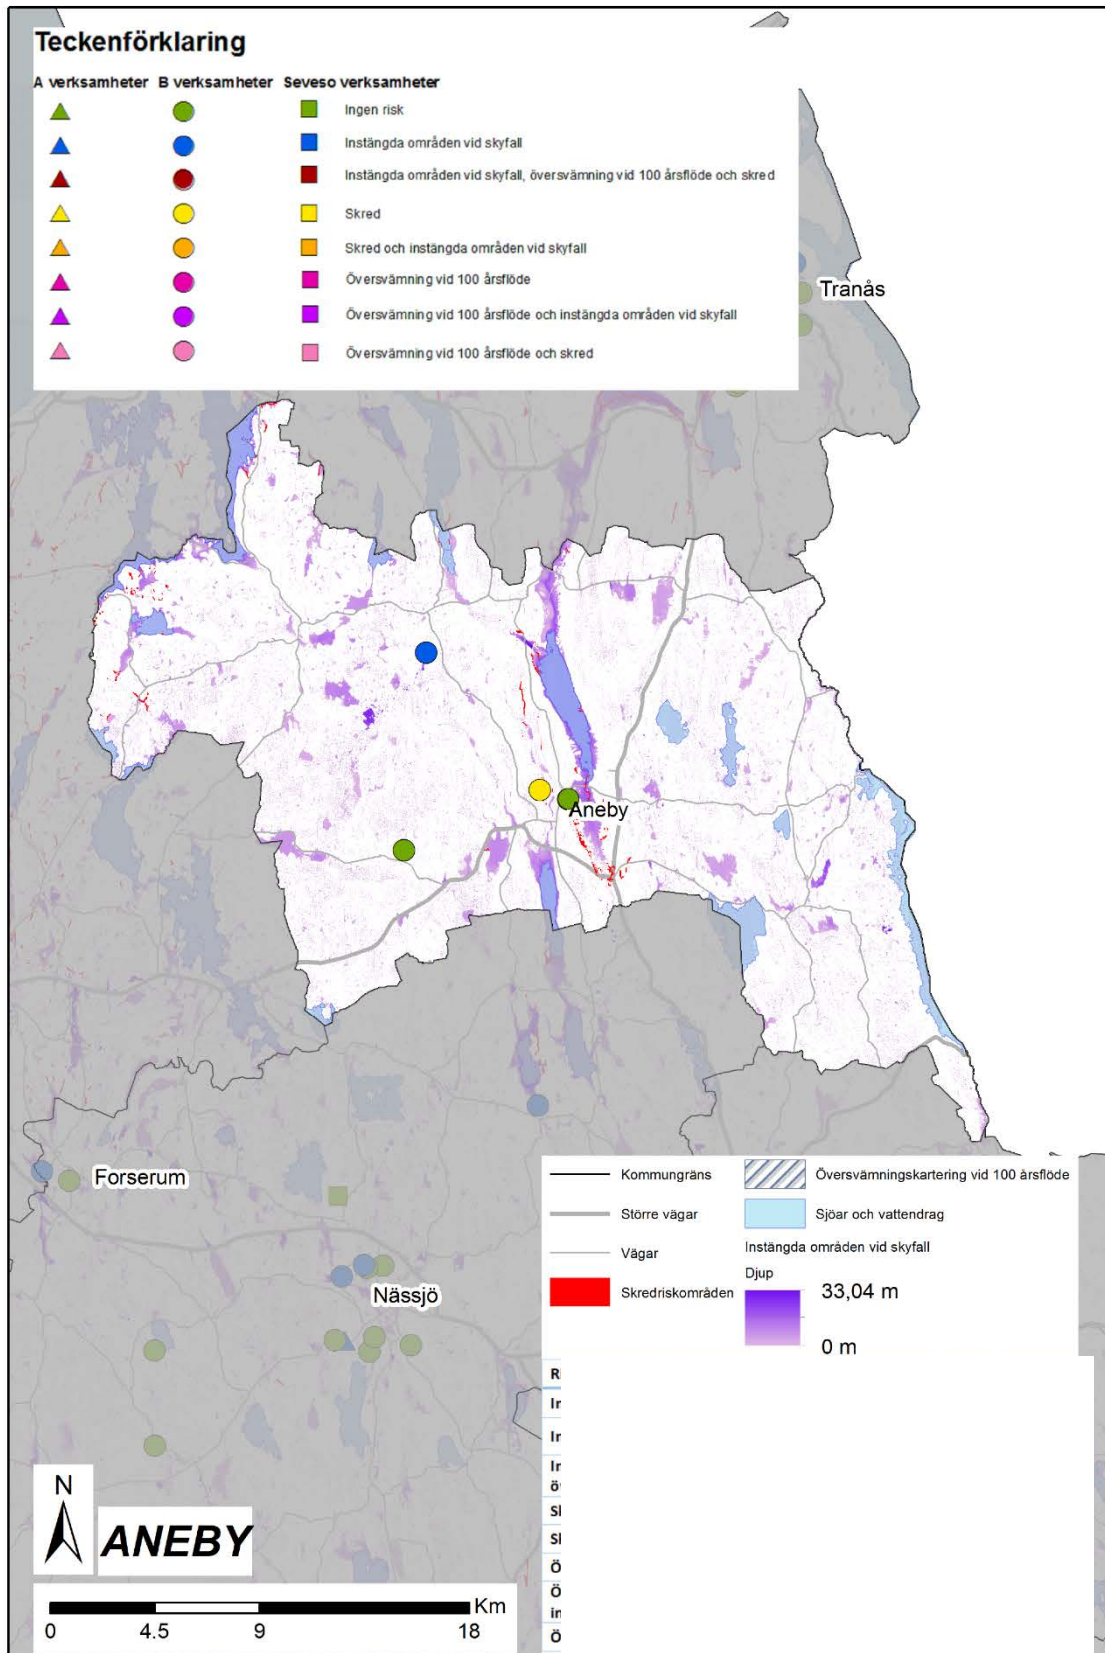 Teckenförklaring
A verksamheter B verksamheter Seveso verksamheter
Ingen risk
Instängda områden vid skyfall
Instängda områden vid skyfall, översvämning vid 100 årsflöde och skred
Skred
Skred och instängda områden vid skyfall
Översvämning vid 100 årsflöde
Översvämning vid 100 årsflöde och instängda områden vid skyfall
Översvämning vid 100 årsflöde och skred
Tranås
Aneby
Forserum
Nässjö
Kommungräns
Större vägar
Vägar
Skredriskområden
Översvämningskartering vid 100 årsflöde
Sjöar och vattendrag
Instängda områden vid skyfall
Djup
33,04 m
0 m
N
ANEBY
Km
0 4.5 9 18